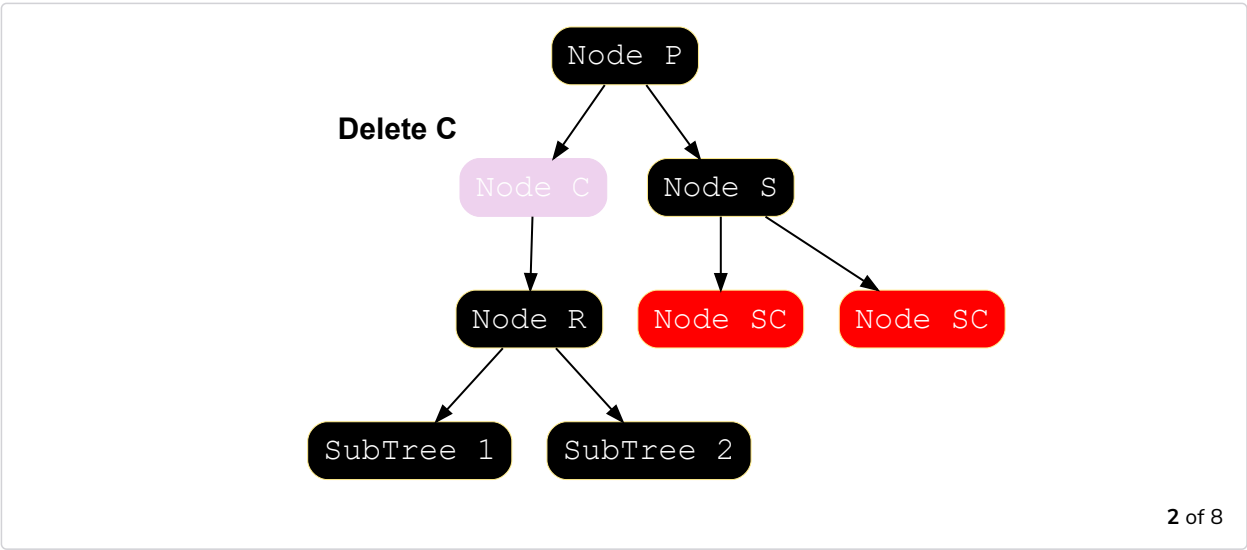 Node P
Delete C
Node C
Node S
Node R
Node SC
Node SC
SubTree 1
SubTree 2
2 of 8